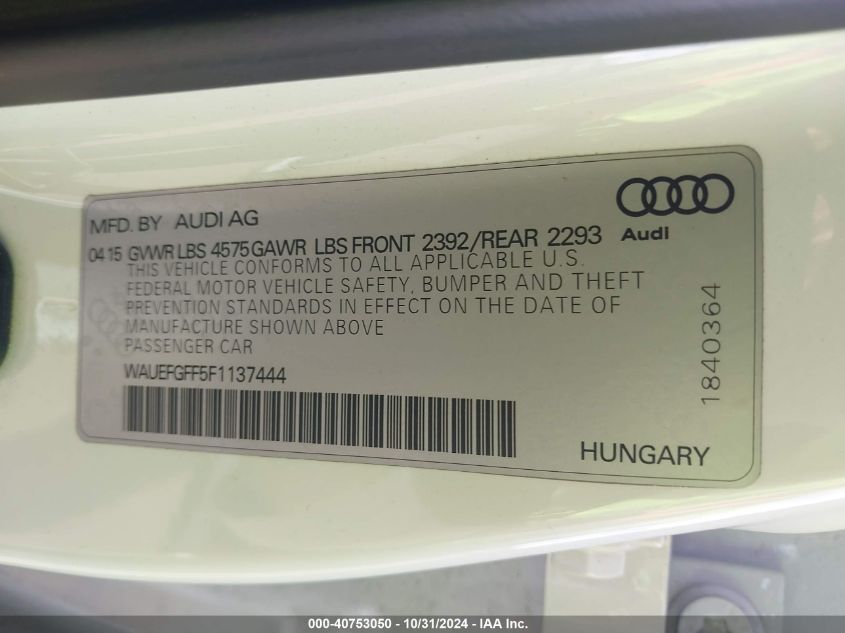 MFD. BY AUDI AG
04 15 GVWR LBS 4575 GAWR LBS FRONT 2392/REAR 2293
Audi
THIS VEHICLE CONFORMS TO ALL APPLICABLE U.S.
FEDERAL MOTOR VEHICLE SAFETY, BUMPER AND THEFT
PREVENTION STANDARDS IN EFFECT ON THE DATE OF
MANUFACTURE SHOWN ABOVE
PASSENGER CAR
WAUEFGFF5F1137444
HUNGARY
1840364
000-40753050 - 10/31/2024 - IAA Inc.